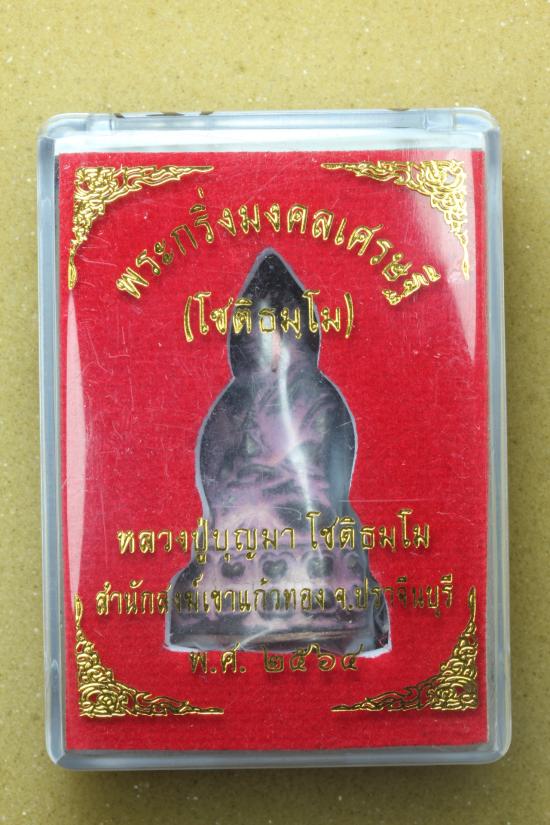 พระกริ่งมงคลเศรษฐี
(โชติธมฺโม)
หลวงปู่บุญมา โชติธมฺโม
สำนักสงฆ์เขาแก้วทอง จ.ปราจีนบุรี
พ.ศ. ๒๕๖๔